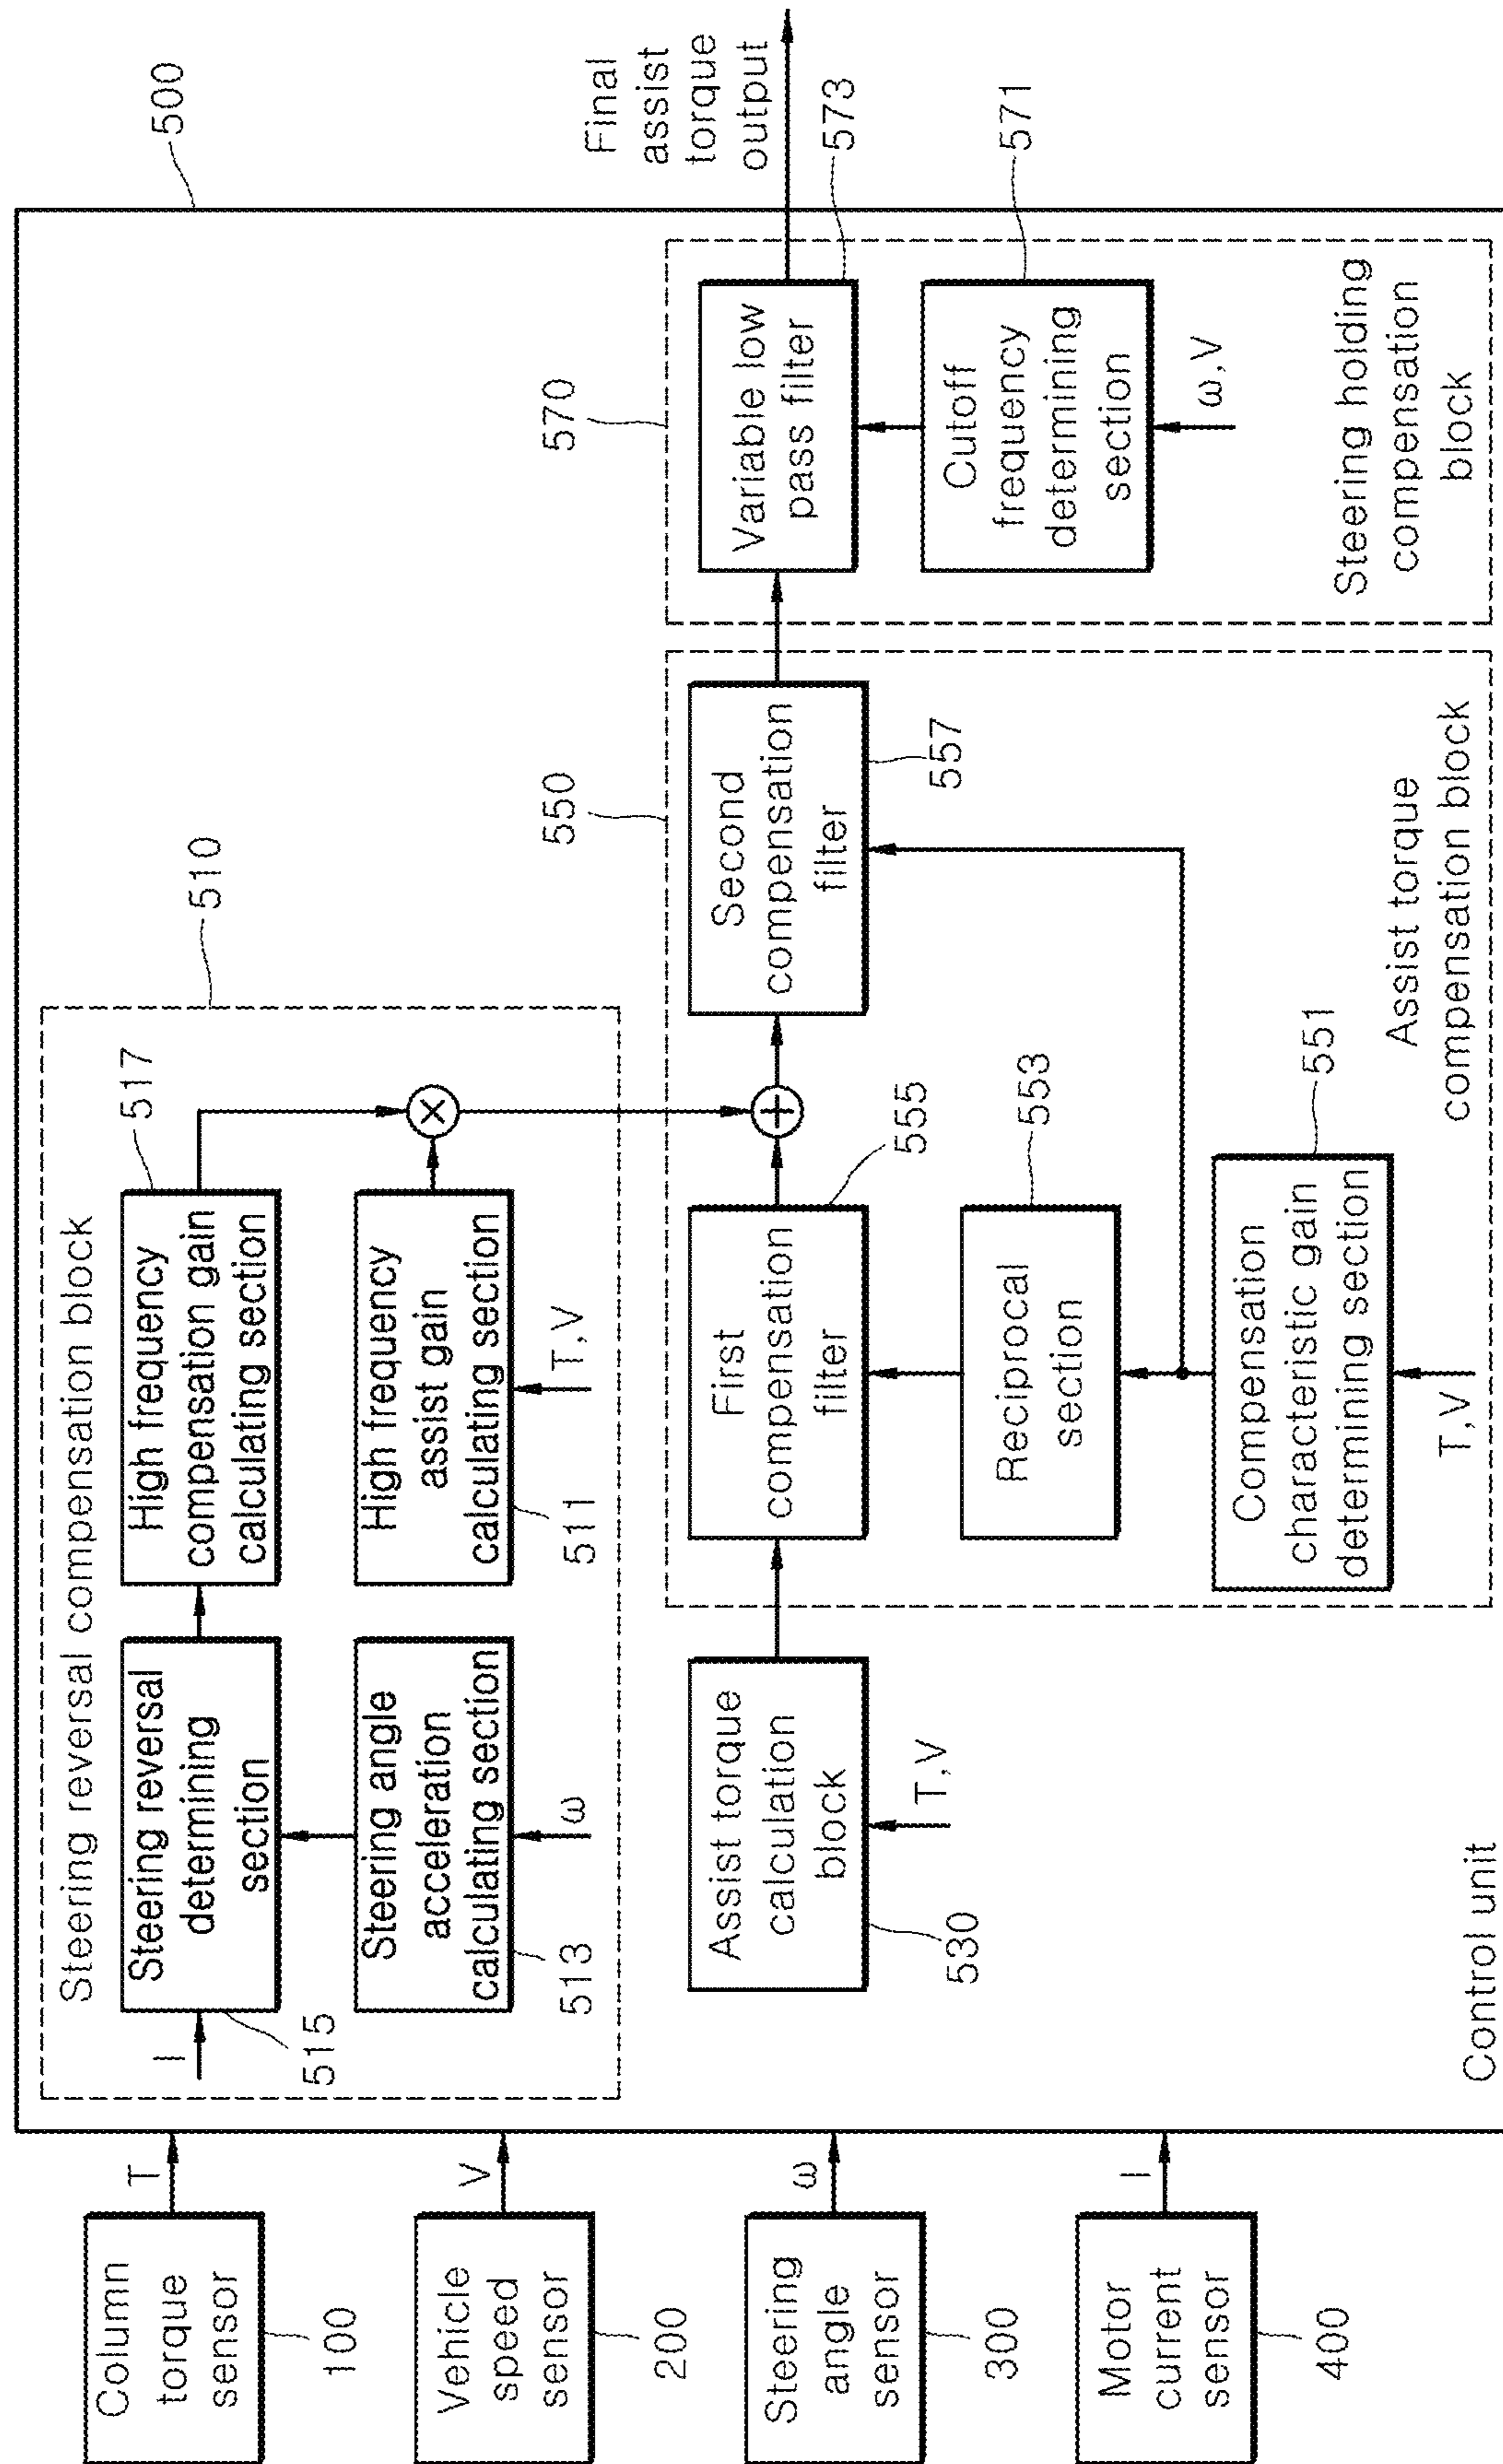 Column
torque
sensor
100
T
Vehicle
speed
sensor
200
V
Steering
angle
sensor
300
ω
Motor
current
sensor
400
I
500
Control unit
Steering reversal compensation block
510
I
Steering reversal
determining
section
515
Steering angle
acceleration
calculating section
513
ω
High frequency
compensation gain
calculating section
517
High frequency
assist gain
calculating section
511
T,V
×
Assist torque
calculation
block
530
T,V
550
First
compensation
filter
555
+
Second
compensation
filter
557
Reciprocal
section
553
Compensation
characteristic gain
determining section
551
T,V
Assist torque
compensation block
570
Variable low
pass filter
573
Cutoff
frequency
determining
section
571
ω,V
Steering holding
compensation
block
Final
assist
torque
output